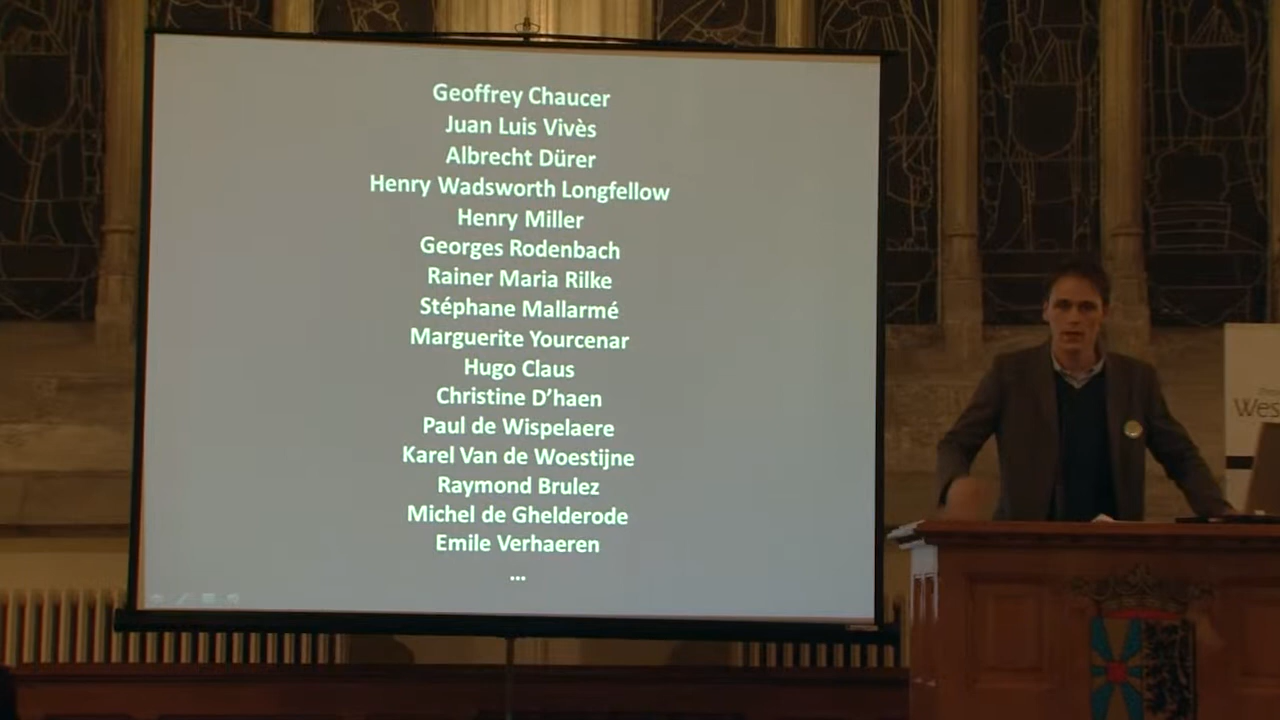 Geoffrey Chaucer
Juan Luis Vivès
Albrecht Dürer
Henry Wadsworth Longfellow
Henry Miller
Georges Rodenbach
Rainer Maria Rilke
Stéphane Mallarmé
Marguerite Yourcenar
Hugo Claus
Christine D’haen
Paul de Wispelaere
Karel Van de Woestijne
Raymond Brulez
Michel de Ghelderode
Emile Verhaeren
...
Wes